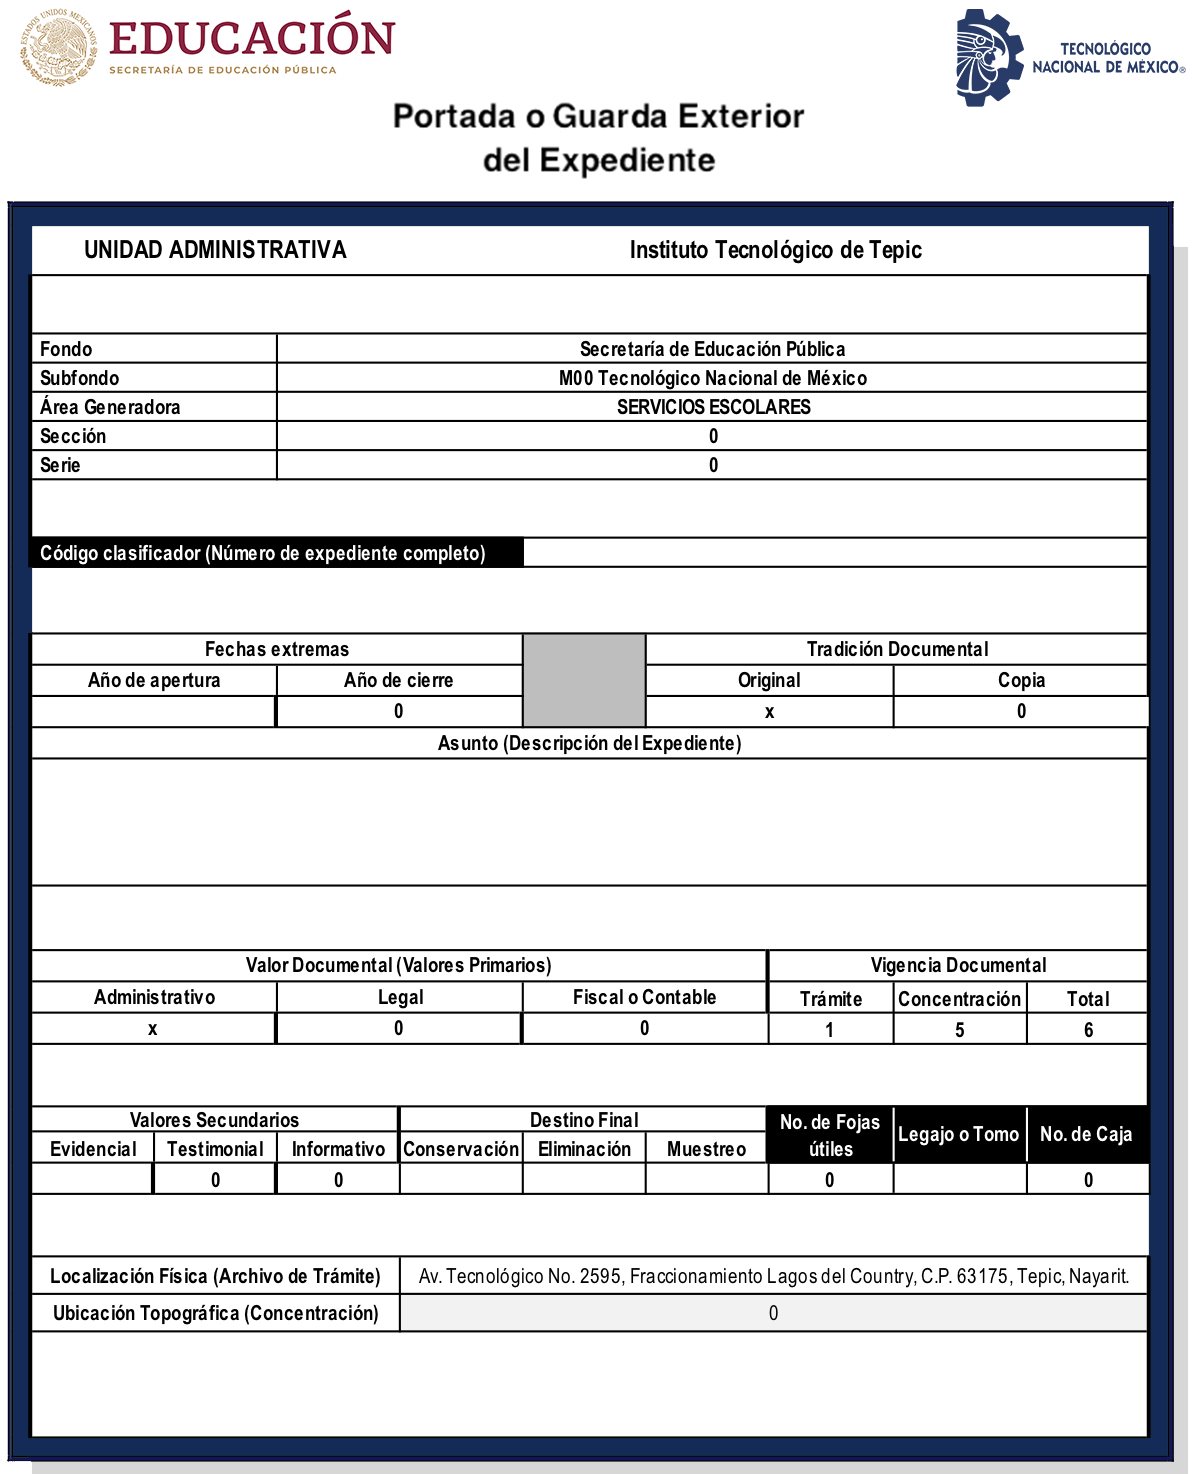 EDUCACIÓN
SECRETARÍA DE EDUCACIÓN PÚBLICA
ESTADOS UNIDOS MEXICANOS
TECNOLÓGICO
NACIONAL DE MÉXICO®
Portada o Guarda Exterior
del Expediente
UNIDAD ADMINISTRATIVA Instituto Tecnológico de Tepic
Fondo Secretaría de Educación Pública
Subfondo M00 Tecnológico Nacional de México
Área Generadora SERVICIOS ESCOLARES
Sección 0
Serie 0
Código clasificador (Número de expediente completo)
Fechas extremas Tradición Documental
Año de apertura Año de cierre Original Copia
0 x 0
Asunto (Descripción del Expediente)
Valor Documental (Valores Primarios) Vigencia Documental
Administrativo Legal Fiscal o Contable Trámite Concentración Total
x 0 0 1 5 6
Valores Secundarios Destino Final No. de Fojas útiles Legajo o Tomo No. de Caja
Evidencial Testimonial Informativo Conservación Eliminación Muestreo
0 0 0 0
Localización Física (Archivo de Trámite) Av. Tecnológico No. 2595, Fraccionamiento Lagos del Country, C.P. 63175, Tepic, Nayarit.
Ubicación Topográfica (Concentración) 0